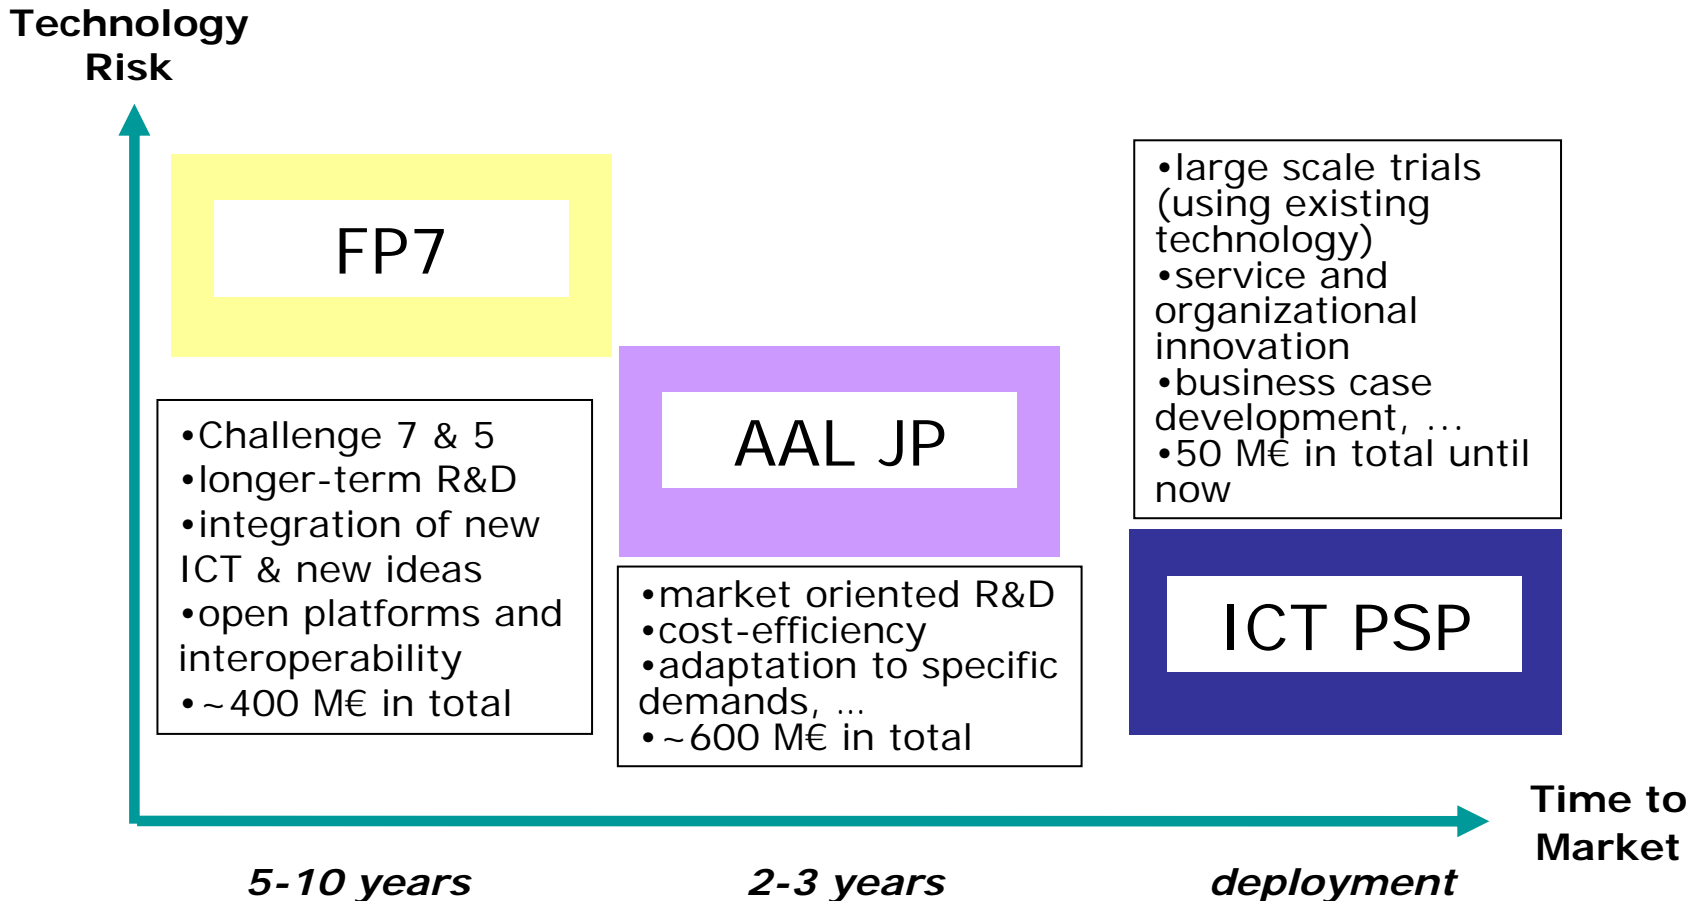 Technology
Risk
FP7
•Challenge 7 & 5
•longer-term R&D
•integration of new
ICT & new ideas
•open platforms and
interoperability
•~400 M€ in total
AAL JP
•market oriented R&D
•cost-efficiency
•adaptation to specific
demands, ...
•~600 M€ in total
•large scale trials
(using existing
technology)
•service and
organizational
innovation
•business case
development, ...
•50 M€ in total until
now
ICT PSP
Time to
Market
5-10 years
2-3 years
deployment